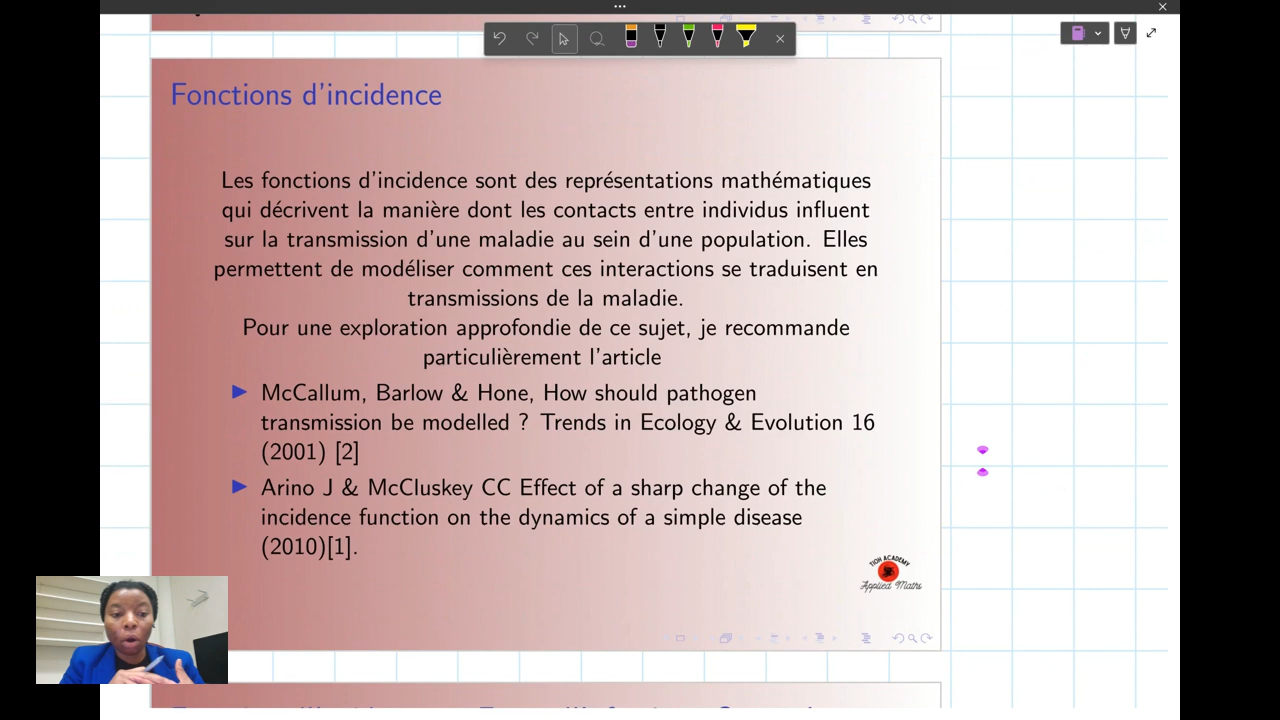 Fonctions d'incidence
Les fonctions d'incidence sont des représentations mathématiques
qui décrivent la manière dont les contacts entre individus influent
sur la transmission d'une maladie au sein d'une population. Elles
permettent de modéliser comment ces interactions se traduisent en
transmissions de la maladie.
Pour une exploration approfondie de ce sujet, je recommande
particulièrement l'article
McCallum, Barlow & Hone, How should pathogen
transmission be modelled ? Trends in Ecology & Evolution 16
(2001) [2]
Arino J & McCluskey CC Effect of a sharp change of the
incidence function on the dynamics of a simple disease
(2010)[1].
TIOH ACADEMY
Applied Maths